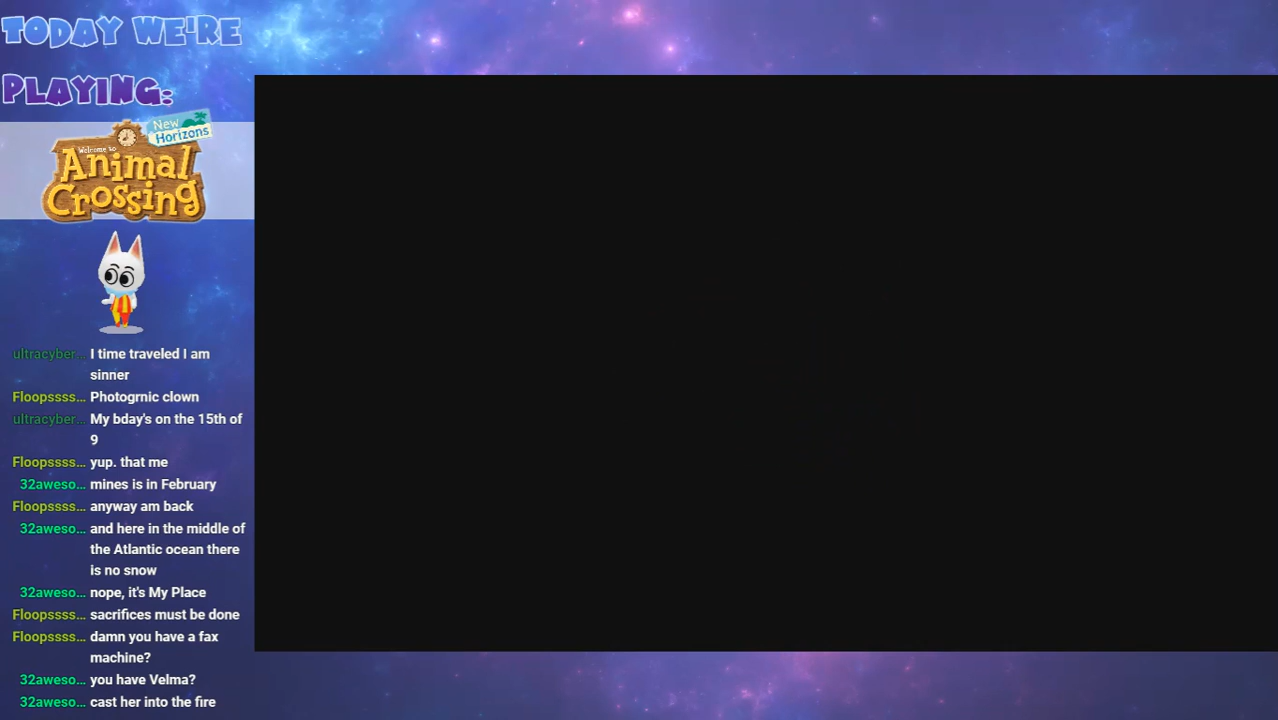 TODAY WE'RE
PLAYING:
New
Horizons
Welcome to
Animal
Crossing
ultracyber... I time traveled I am
sinner
Floopssss... Photogrnic clown
ultracyber... My bday's on the 15th of
9
Floopssss... yup. that me
32aweso... mines is in February
Floopssss... anyway am back
32aweso... and here in the middle of
the Atlantic ocean there
is no snow
32aweso... nope, it's My Place
Floopssss... sacrifices must be done
Floopssss... damn you have a fax
machine?
32aweso... you have Velma?
32aweso... cast her into the fire